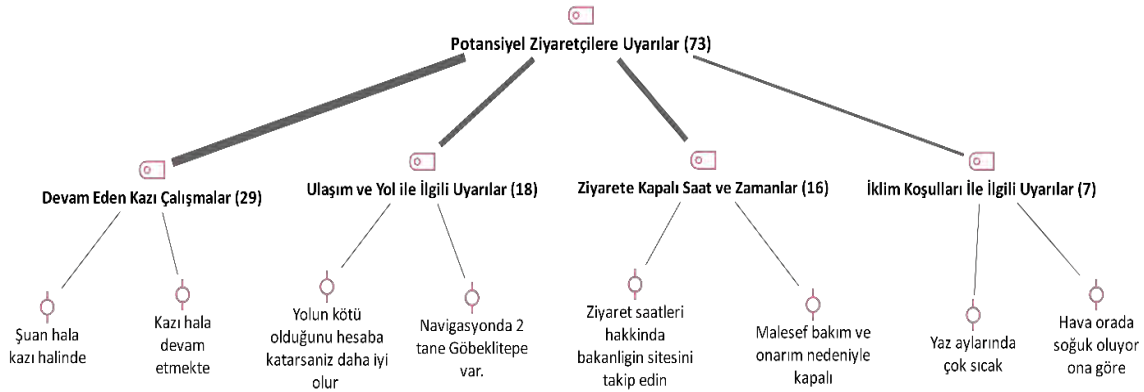 Potansiyel Ziyaretçilere Uyarılar (73)
Devam Eden Kazı Çalışmalar (29)
Ulaşım ve Yol ile İlgili Uyarılar (18)
Ziyarete Kapalı Saat ve Zamanlar (16)
İklim Koşulları İle İlgili Uyarılar (7)
Şuan hala
kazı halinde
Kazı hala
devam
etmekte
Yolun kötü
olduğunu hesaba
katarsaniz daha iyi
olur
Navigasyonda 2
tane Göbeklitepe
var.
Ziyaret saatleri
hakkında
bakanligin sitesini
takip edin
Malesef bakım ve
onarım nedeniyle
kapalı
Yaz aylarında
çok sıcak
Hava orada
soğuk oluyor
ona göre